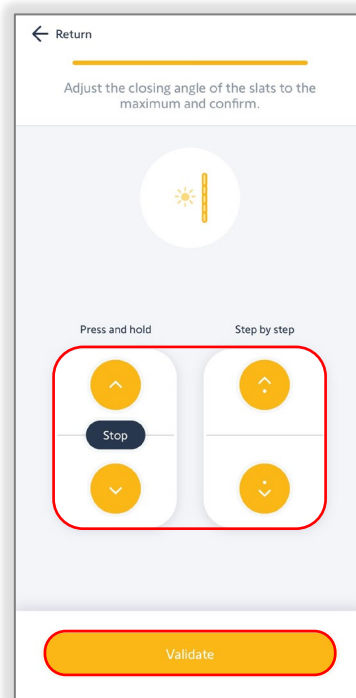 Return
Adjust the closing angle of the slats to the
maximum and confirm.
Press and hold
Step by step
Stop
Validate